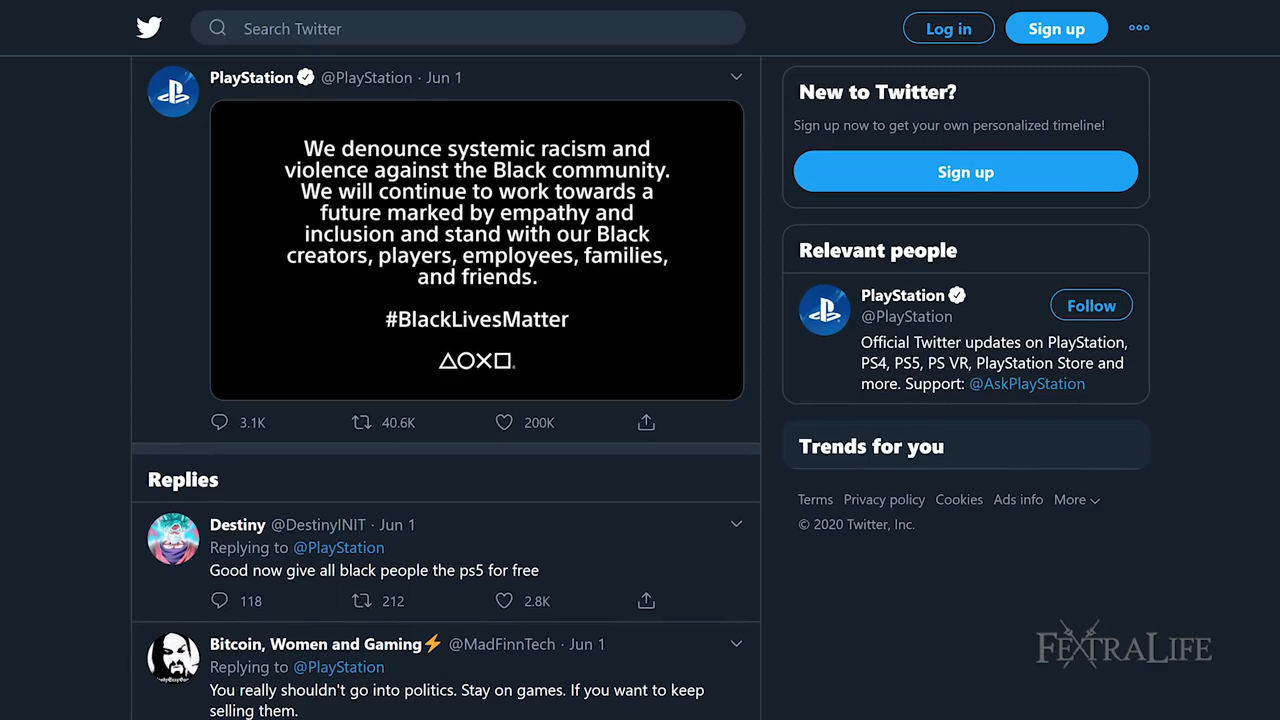 Search Twitter
Log in
Sign up
PlayStation @PlayStation · Jun 1
We denounce systemic racism and
violence against the Black community.
We will continue to work towards a
future marked by empathy and
inclusion and stand with our Black
creators, players, employees, families,
and friends.
#BlackLivesMatter
3.1K
40.6K
200K
Replies
Destiny @DestinyINIT · Jun 1
Replying to @PlayStation
Good now give all black people the ps5 for free
118
212
2.8K
Bitcoin, Women and Gaming⚡ @MadFinnTech · Jun 1
Replying to @PlayStation
You really shouldn't go into politics. Stay on games. If you want to keep
selling them.
New to Twitter?
Sign up now to get your own personalized timeline!
Sign up
Relevant people
PlayStation
@PlayStation
Follow
Official Twitter updates on PlayStation,
PS4, PS5, PS VR, PlayStation Store and
more. Support: @AskPlayStation
Trends for you
Terms Privacy policy Cookies Ads info More
© 2020 Twitter, Inc.
FEXTRALIFE